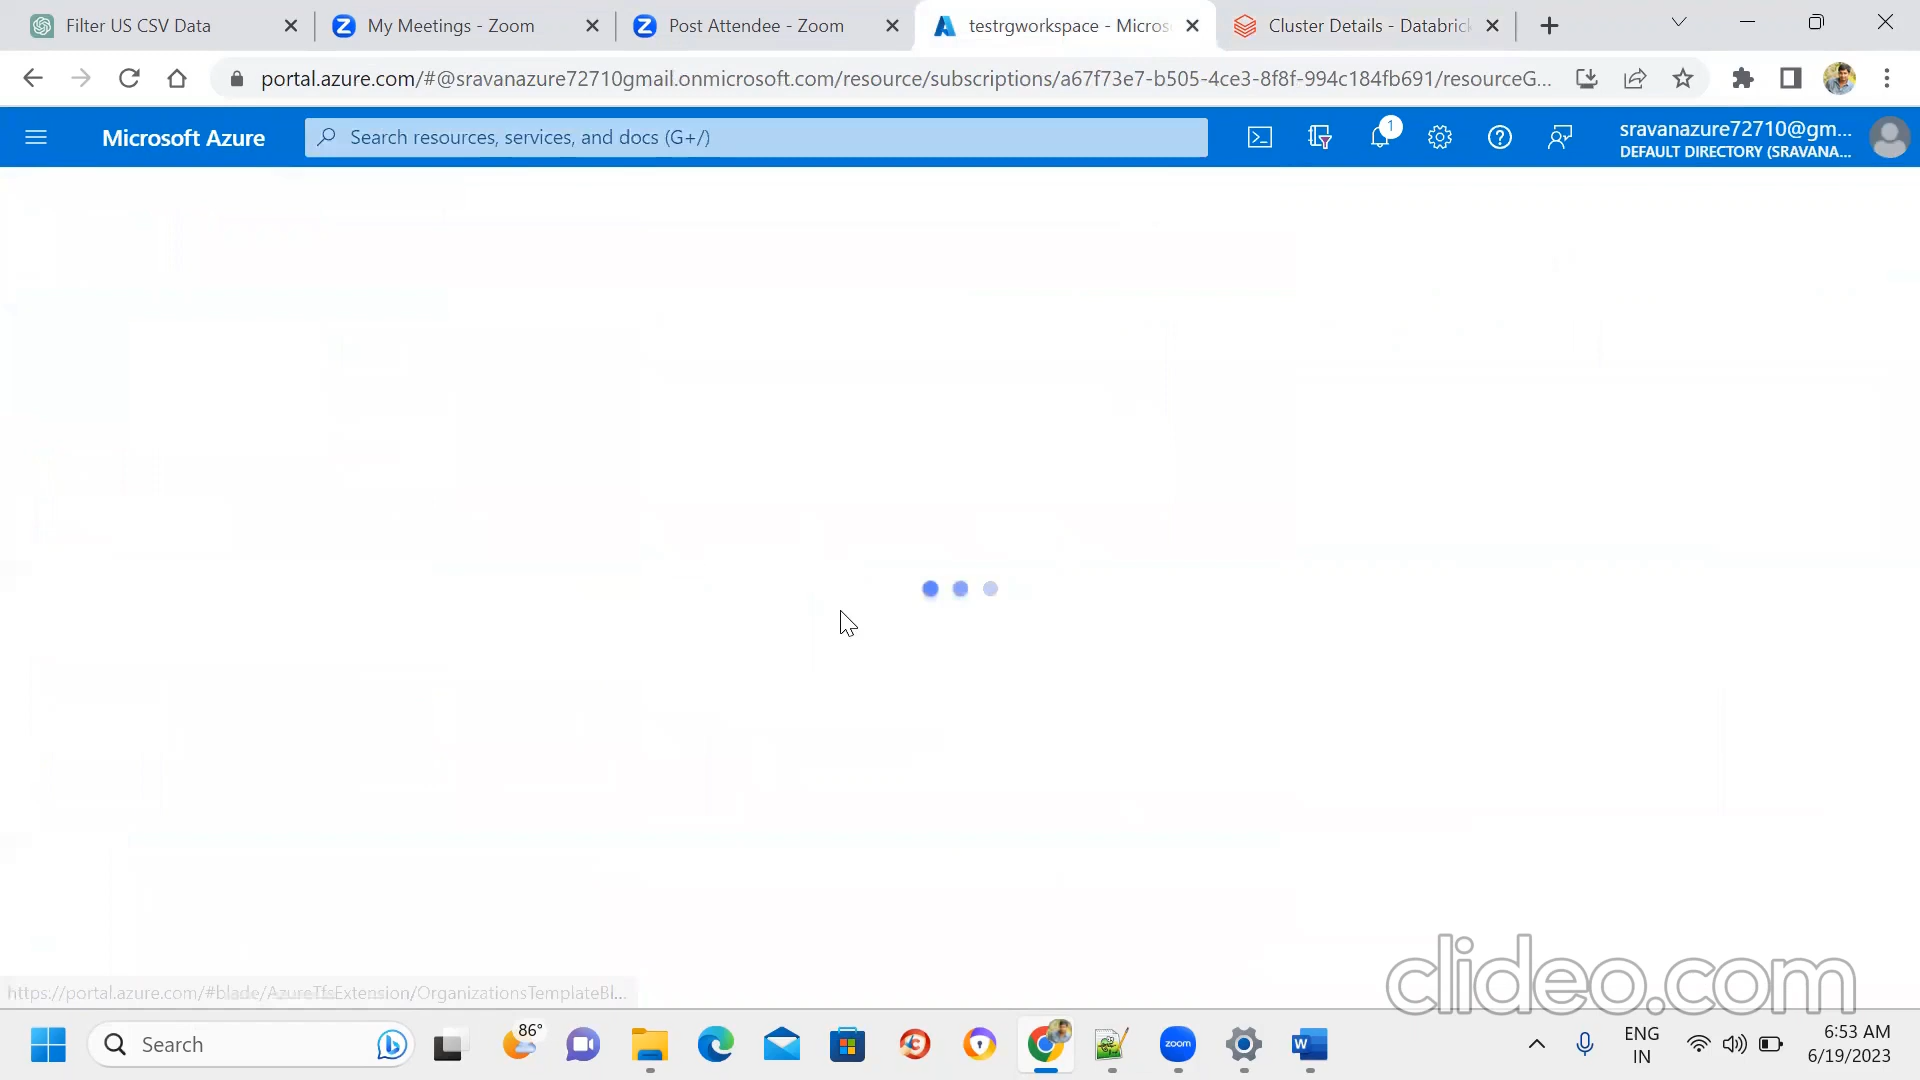 Filter US CSV Data
My Meetings - Zoom
Post Attendee - Zoom
testrgworkspace - Micros
Cluster Details - Databrick
portal.azure.com/#@sravanazure72710gmail.onmicrosoft.com/resource/subscriptions/a67f73e7-b505-4ce3-8f8f-994c184fb691/resourceG...
Microsoft Azure
Search resources, services, and docs (G+/)
1
sravanazure72710@gm...
DEFAULT DIRECTORY (SRAVANA...
https://portal.azure.com/#blade/AzureTfsExtension/OrganizationsTemplateBl...
clideo.com
Search
86°
zoom
W
ENG
IN
6:53 AM
6/19/2023